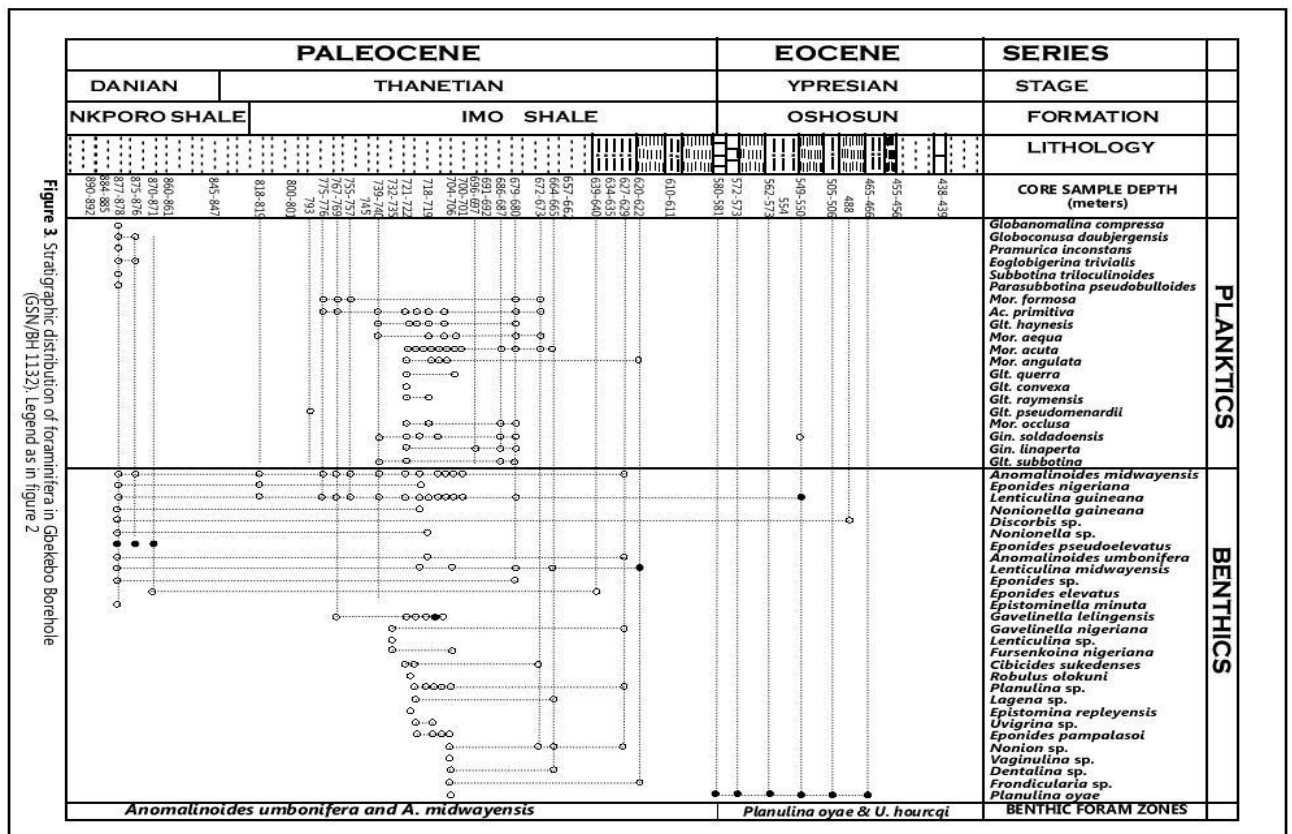 PALEOCENE EOCENE SERIES
DANIAN THANETIAN YPRESIAN STAGE
NKPORO SHALE IMO SHALE OSHOSUN FORMATION
LITHOLOGY
890-892 884-885 877-878 875-876 870-871 860-861 845-847 818-819 800-801 793 775-776 767-769 755-757 745 739-740 732-735 721-722 718-719 704-706 700-701 696-697 691-692 686-687 679-680 672-673 664-665 657-662 639-640 634-635 627-629 620-622 610-611 580-581 572-573 562-573 554 549-550 505-506 488 465-466 455-456 438-439 CORE SAMPLE DEPTH
(meters)
Globanomalina compressa
Globoconusa daubjergensis
Pramurica inconstans
Eoglobigerina trivialis
Subbotina triloculinoides
Parasubbotina pseudobulloides
Mor. formosa
Ac. primitiva
Glt. haynesis
Mor. aequa
Mor. acuta
Mor. angulata
Glt. querra
Glt. convexa
Glt. raymensis
Glt. pseudomenardii
Mor. occlusa
Gin. soldadoensis
Gin. linaperta
Glt. subbotina
PLANKTICS
Anomalinoides midwayensis
Eponides nigeriana
Lenticulina guineana
Nonionella gaineana
Discorbis sp.
Nonionella sp.
Eponides pseudoelevatus
Anomalinoides umbonifera
Lenticulina midwayensis
Eponides sp.
Eponides elevatus
Epistominella minuta
Gavelinella lelingensis
Gavelinella nigeriana
Lenticulina sp.
Fursenkoina nigeriana
Cibicides sukedenses
Robulus olokuni
Planulina sp.
Lagena sp.
Epistomina repleyensis
Uvigrina sp.
Eponides pampalasoi
Nonion sp.
Vaginulina sp.
Dentalina sp.
Frondicularia sp.
Planulina oyae
BENTHICS
Anomalinoides umbonifera and A. midwayensis Planulina oyae & U. hourcqi BENTHIC FORAM ZONES
Figure 3. Stratigraphic distribution of foraminifera in Gbekebo Borehole
(GSN/BH 1132). Legend as in figure 2